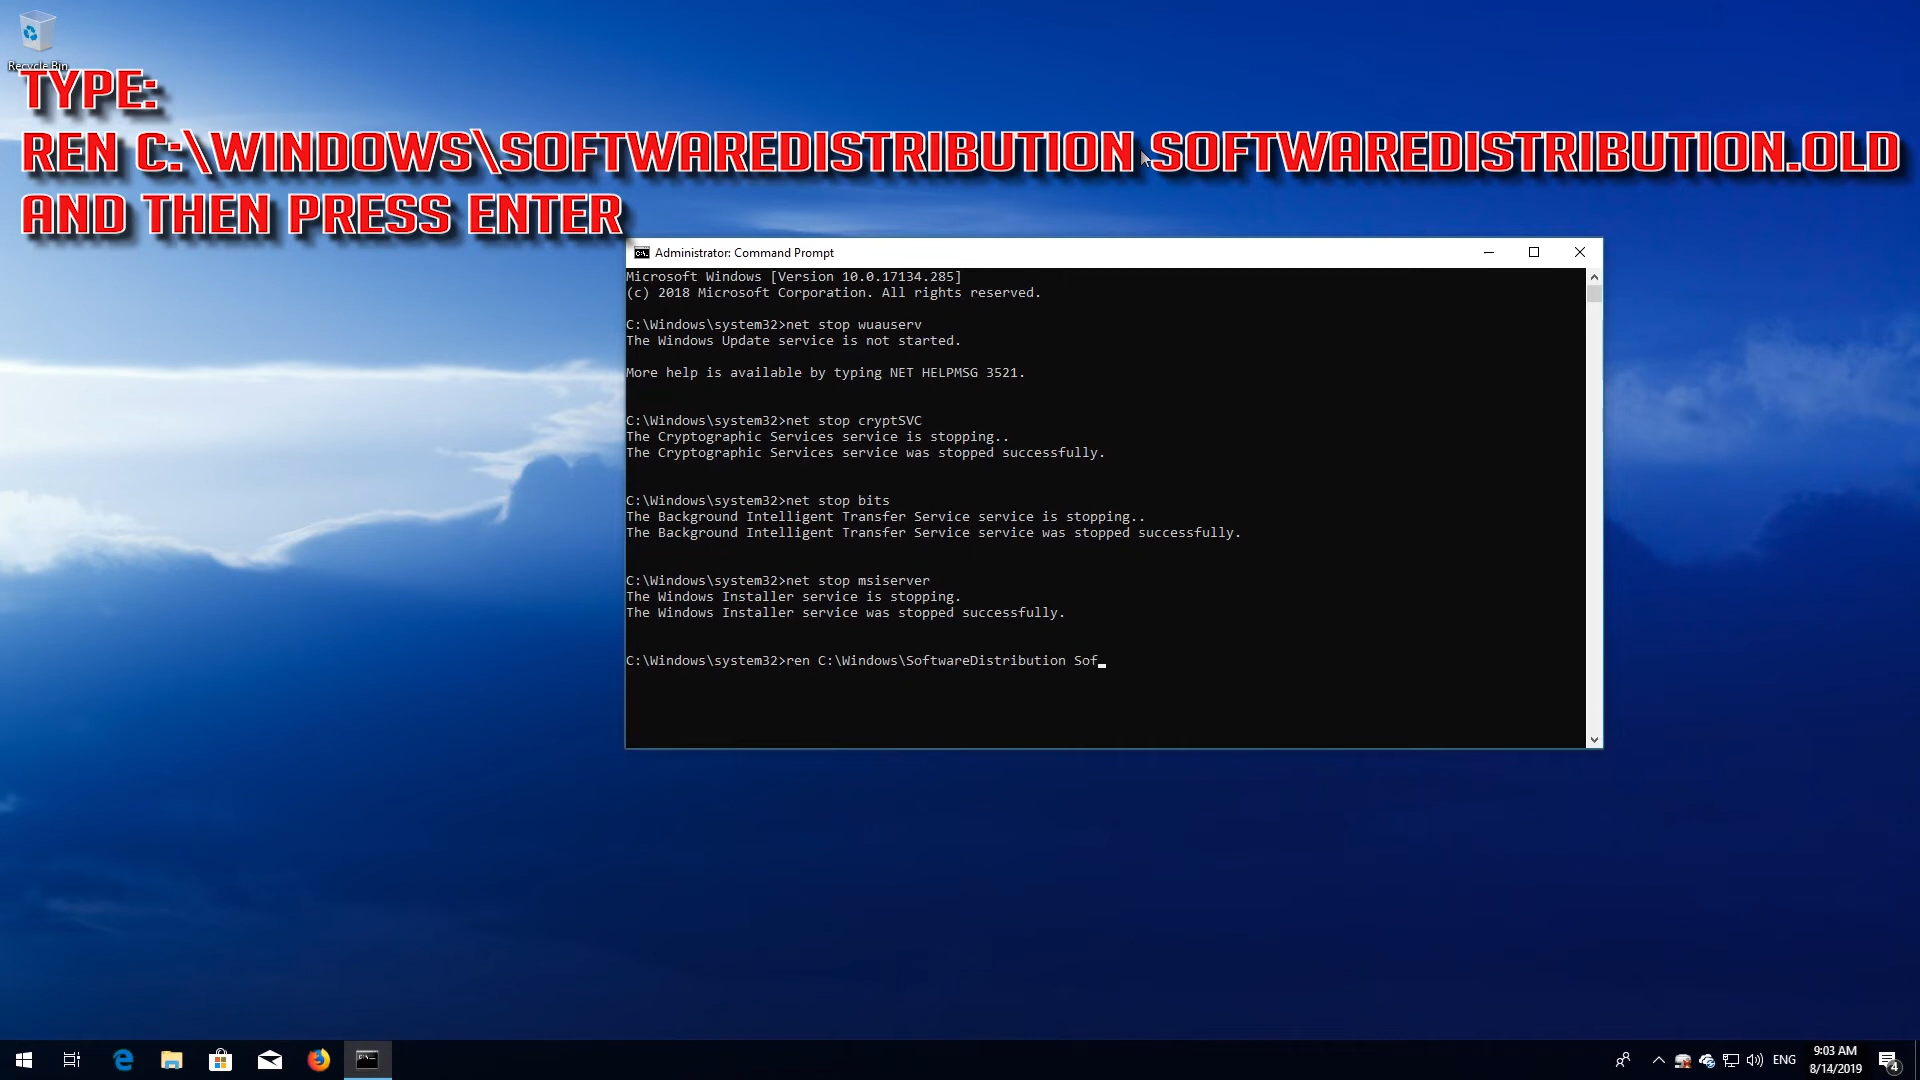 Recycle Bin
TYPE:
REN C:\WINDOWS\SOFTWAREDISTRIBUTION SOFTWAREDISTRIBUTION.OLD
AND THEN PRESS ENTER
Administrator: Command Prompt
Microsoft Windows [Version 10.0.17134.285]
(c) 2018 Microsoft Corporation. All rights reserved.
C:\Windows\system32>net stop wuauserv
The Windows Update service is not started.
More help is available by typing NET HELPMSG 3521.
C:\Windows\system32>net stop cryptSVC
The Cryptographic Services service is stopping..
The Cryptographic Services service was stopped successfully.
C:\Windows\system32>net stop bits
The Background Intelligent Transfer Service service is stopping..
The Background Intelligent Transfer Service service was stopped successfully.
C:\Windows\system32>net stop msiserver
The Windows Installer service is stopping.
The Windows Installer service was stopped successfully.
C:\Windows\system32>ren C:\Windows\SoftwareDistribution Sof_
ENG
9:03 AM
8/14/2019
4